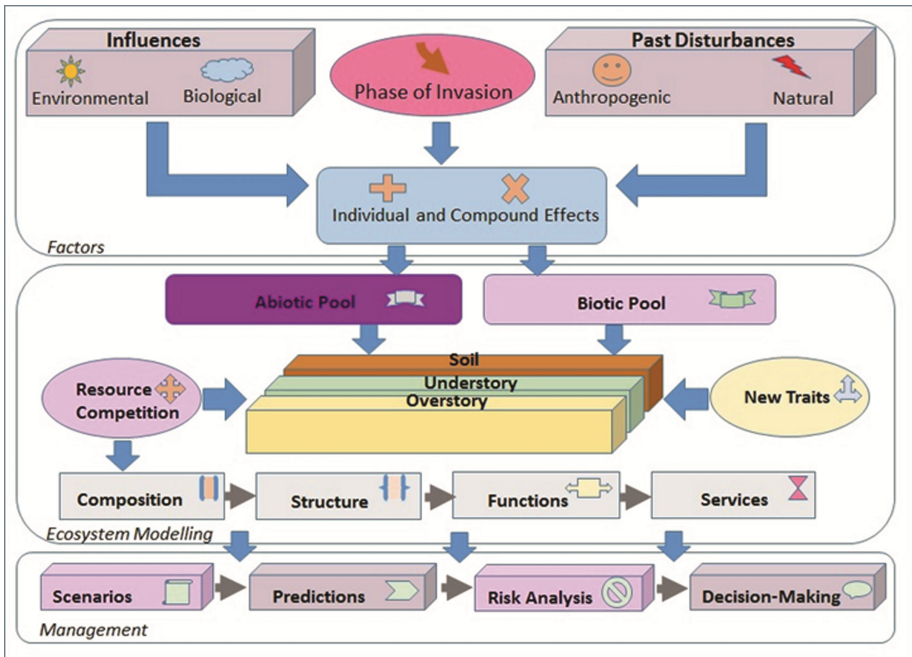 Influences
Environmental
Biological
Phase of Invasion
Past Disturbances
Anthropogenic
Natural
Individual and Compound Effects
Factors
Abiotic Pool
Biotic Pool
Soil
Understory
Overstory
Resource
Competition
New Traits
Composition
Structure
Functions
Services
Ecosystem Modelling
Scenarios
Predictions
Risk Analysis
Decision-Making
Management